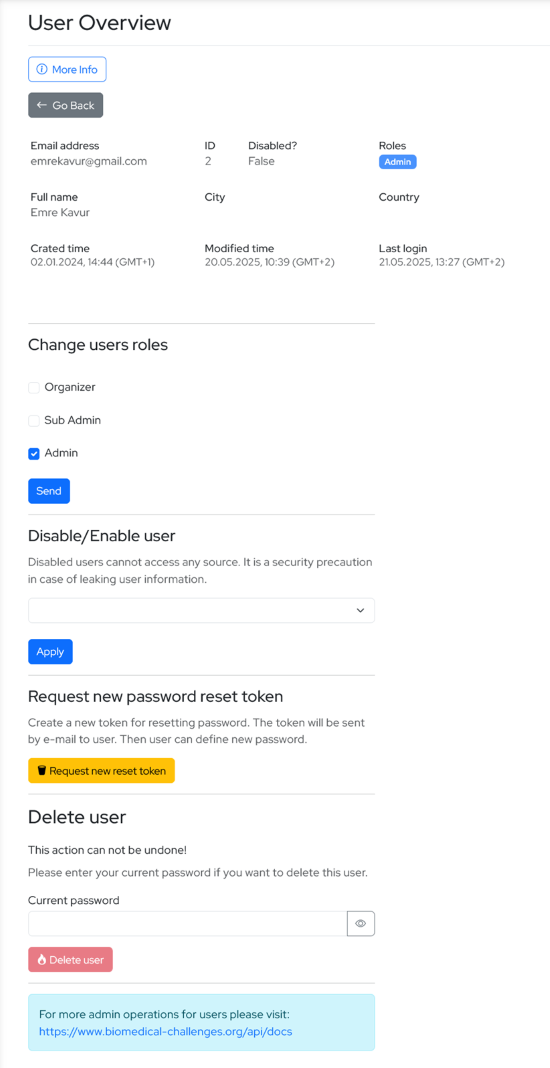 User Overview
More Info
Go Back
Email address
emrekavur@gmail.com
ID
2
Disabled?
False
Roles
Admin
Full name
Emre Kavur
City
Country
Crated time
02.01.2024, 14:44 (GMT+1)
Modified time
20.05.2025, 10:39 (GMT+2)
Last login
21.05.2025, 13:27 (GMT+2)
Change users roles
Organizer
Sub Admin
Admin
Send
Disable/Enable user
Disabled users cannot access any source. It is a security precaution
in case of leaking user information.
Apply
Request new password reset token
Create a new token for resetting password. The token will be sent
by e-mail to user. Then user can define new password.
Request new reset token
Delete user
This action can not be undone!
Please enter your current password if you want to delete this user.
Current password
Delete user
For more admin operations for users please visit:
https://www.biomedical-challenges.org/api/docs